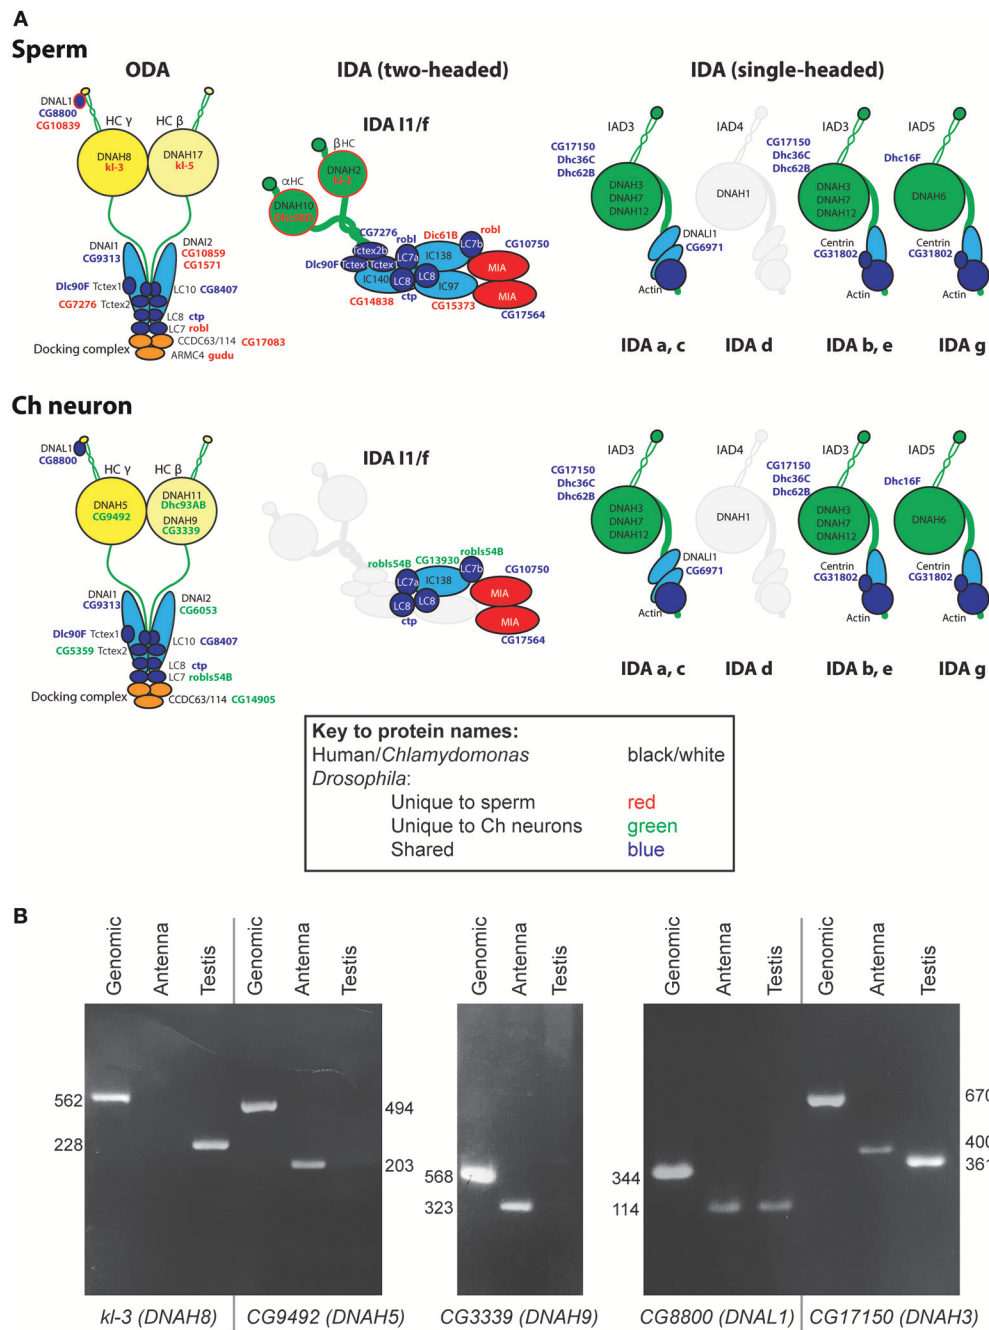 A
Sperm
ODA
IDA (two-headed)
IDA (single-headed)
DNAL1
CG8800
CG10839
HC γ
HC β
DNAH8
kl-3
DNAH17
kl-5
DNAI1
CG9313
DNAI2
CG10859
CG1571
Dlc90F Tctex1
CG7276 Tctex2
LC10 CG8407
LC8 ctp
LC7 robl
CCDC63/114 CG17083
Docking complex
ARMC4 gudu
IDA I1/f
β HC
DNAH2
kl-2
αHC
DNAH10
Dhc98D
CG7276
robl
Dic61B
robl
Tctex2b
LC7a
IC138
LC7b
CG10750
Dlc90F
Tctex1
Tctex1
MIA
IC140
LC8
LC8
IC97
MIA
CG14838
ctp
CG15373
CG17564
IAD3
CG17150
Dhc36C
Dhc62B
DNAH3
DNAH7
DNAH12
DNALI1
CG6971
Actin
IDA a, c
IAD4
DNAH1
IDA d
IAD3
CG17150
Dhc36C
Dhc62B
DNAH3
DNAH7
DNAH12
Centrin
CG31802
Actin
IDA b, e
IAD5
Dhc16F
DNAH6
Centrin
CG31802
Actin
IDA g
Ch neuron
DNAL1
CG8800
HC γ
HC β
DNAH5
CG9492
DNAH11
Dhc93AB
DNAH9
CG3339
DNAI1
CG9313
DNAI2
CG6053
Dlc90F Tctex1
CG5359 Tctex2
LC10 CG8407
LC8 ctp
LC7 robls54B
Docking complex
CCDC63/114 CG14905
IDA I1/f
robls54B
CG13930
robls54B
LC7a
IC138
LC7b
CG10750
MIA
LC8
LC8
MIA
ctp
CG17564
IAD3
CG17150
Dhc36C
Dhc62B
DNAH3
DNAH7
DNAH12
DNALI1
CG6971
Actin
IDA a, c
IAD4
DNAH1
IDA d
IAD3
CG17150
Dhc36C
Dhc62B
DNAH3
DNAH7
DNAH12
Centrin
CG31802
Actin
IDA b, e
IAD5
Dhc16F
DNAH6
Centrin
CG31802
Actin
IDA g
Key to protein names:
Human/Chlamydomonas black/white
Drosophila:
Unique to sperm red
Unique to Ch neurons green
Shared blue
B
Genomic Antenna Testis Genomic Antenna Testis
562
228
494
203
kl-3 (DNAH8) CG9492 (DNAH5)
Genomic Antenna Testis
568
323
CG3339 (DNAH9)
Genomic Antenna Testis Genomic Antenna Testis
344
114
670
400
361
CG8800 (DNAL1) CG17150 (DNAH3)